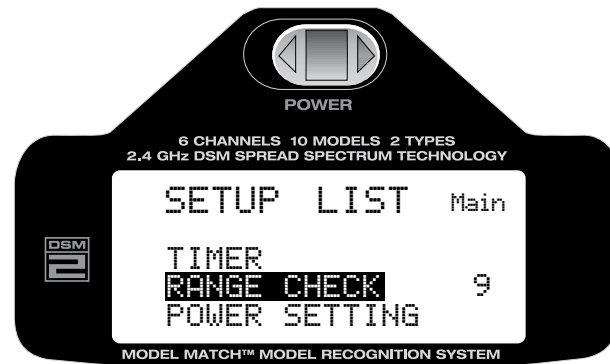 POWER
6 CHANNELS 10 MODELS 2 TYPES
2.4 GHz DSM SPREAD SPECTRUM TECHNOLOGY
SETUP LIST Main
DSM
2
TIMER
RANGE CHECK 9
POWER SETTING
MODEL MATCH™ MODEL RECOGNITION SYSTEM